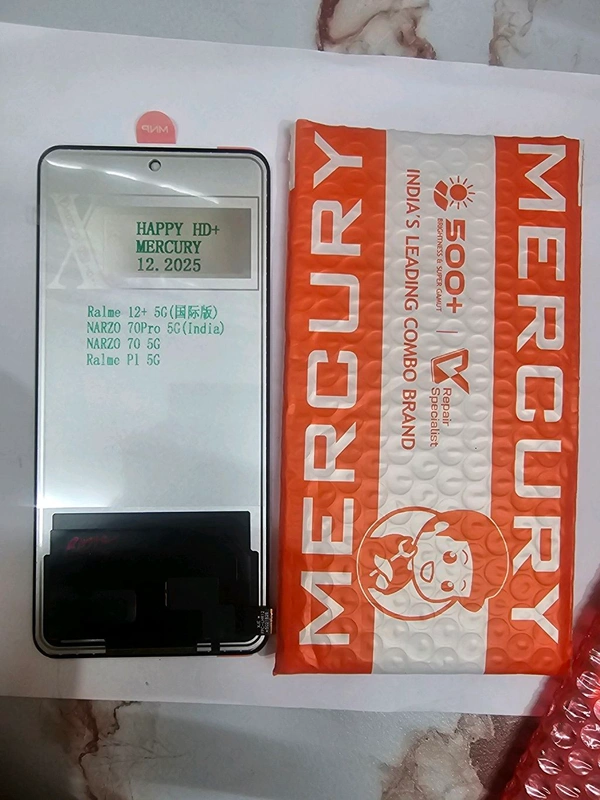 HAPPY HD+
MERCURY
12.2025
Ralme 12+ 5G(国际版)
NARZO 70Pro 5G(India)
NARZO 70 5G
Ralme P1 5G
MERCURY
500+
BRIGHTNESS & SUPER GAMUT
Repair
Specialist
INDIA'S LEADING COMBO BRAND
MERCURY